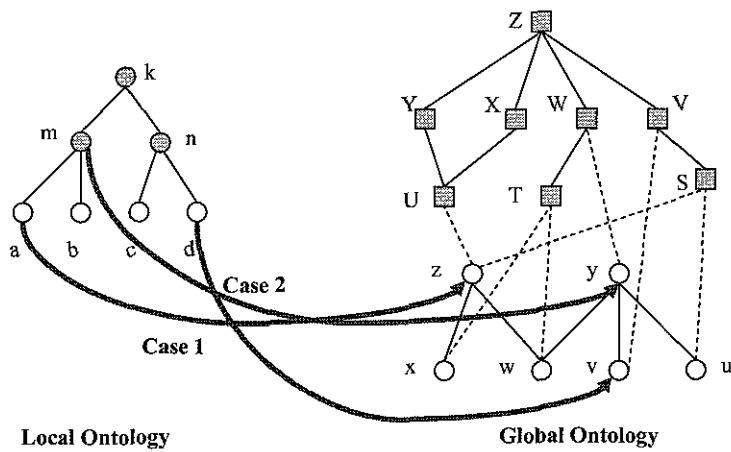 Z
k
Y X W V
m n
U T S
a b c d
z y
Case 2
Case 1
x w v u
Local Ontology Global Ontology